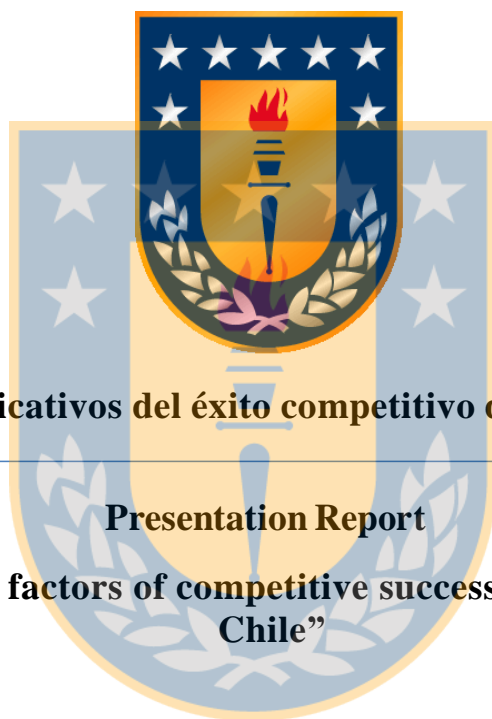 icativos del éxito competitivo
Presentation Report
factors of competitive success
Chile”